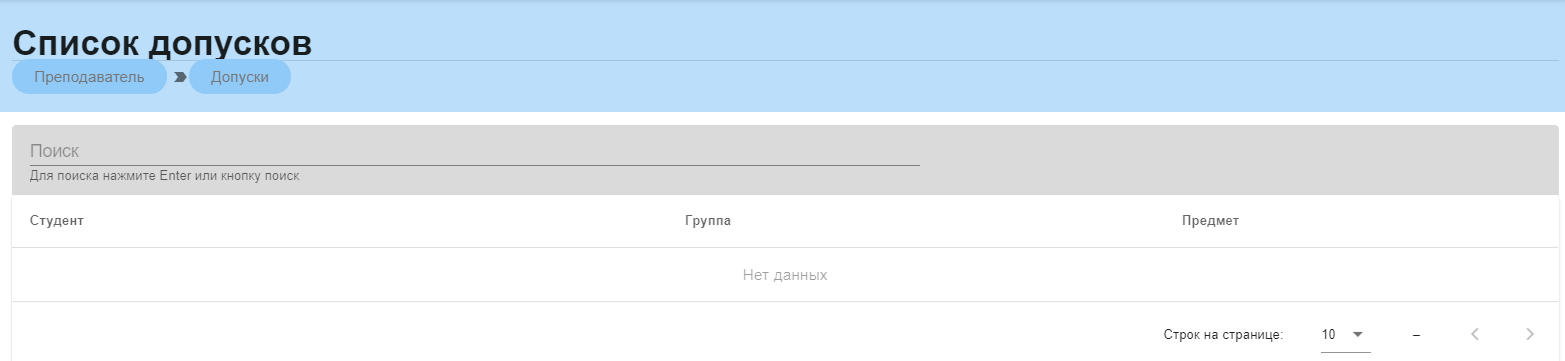 Список допусков
Преподаватель Допуски
Поиск
Для поиска нажмите Enter или кнопку поиск
Студент Группа Предмет
Нет данных
Строк на странице: 10 –